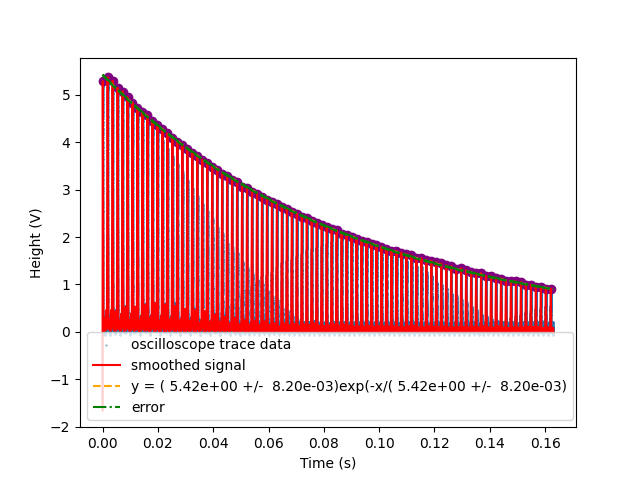 5
4
3
2
1
0
−1
−2
Height (V)
oscilloscope trace data
smoothed signal
y = ( 5.42e+00 +/-  8.20e-03)exp(-x/( 5.42e+00 +/-  8.20e-03)
error
0.00 0.02 0.04 0.06 0.08 0.10 0.12 0.14 0.16
Time (s)